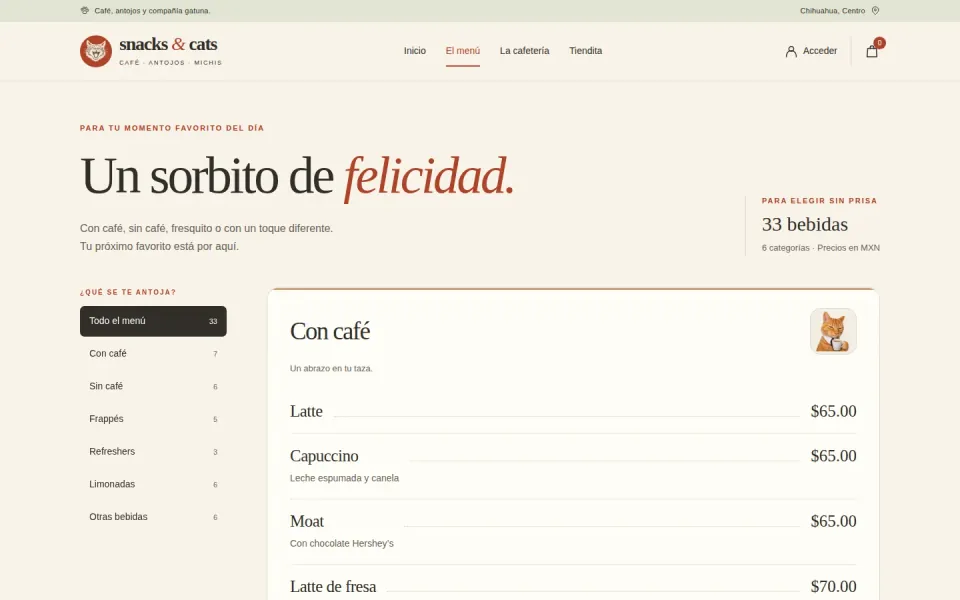 Café, antojos y compañía gatuna.
Chihuahua, Centro
snacks & cats
CAFÉ · ANTOJOS · MICHIS
Inicio
El menú
La cafetería
Tiendita
Acceder
0
PARA TU MOMENTO FAVORITO DEL DÍA
Un sorbito de felicidad.
Con café, sin café, fresquito o con un toque diferente.
Tu próximo favorito está por aquí.
PARA ELEGIR SIN PRISA
33 bebidas
6 categorías · Precios en MXN
¿QUÉ SE TE ANTOJA?
Todo el menú 33
Con café 7
Sin café 6
Frappés 5
Refreshers 3
Limonadas 6
Otras bebidas 6
Con café
Un abrazo en tu taza.
Latte $65.00
Capuccino $65.00
Leche espumada y canela
Moat $65.00
Con chocolate Hershey's
Latte de fresa $70.00